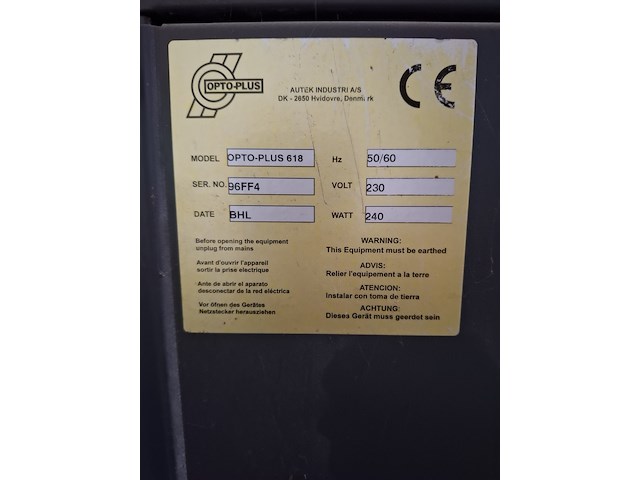 OPTO-PLUS
AUTEK INDUSTRI A/S
DK - 2650 Hvidovre, Denmark
CE
MODEL OPTO-PLUS 618 Hz 50/60
SER. NO. 96FF4 VOLT 230
DATE BHL WATT 240
Before opening the equipment
unplug from mains
Avant d'ouvrir l'appareil
sortir la prise electrique
Ante de abrir el aparato
desconectar de la red eléctrica
Vor öfnen des Gerätes
Netzstecker herausziehen
WARNING:
This Equipment must be earthed
ADVIS:
Relier l'equipement a la terre
ATENCION:
Instalar con toma de tierra
ACHTUNG:
Dieses Gerät muss geerdet sein